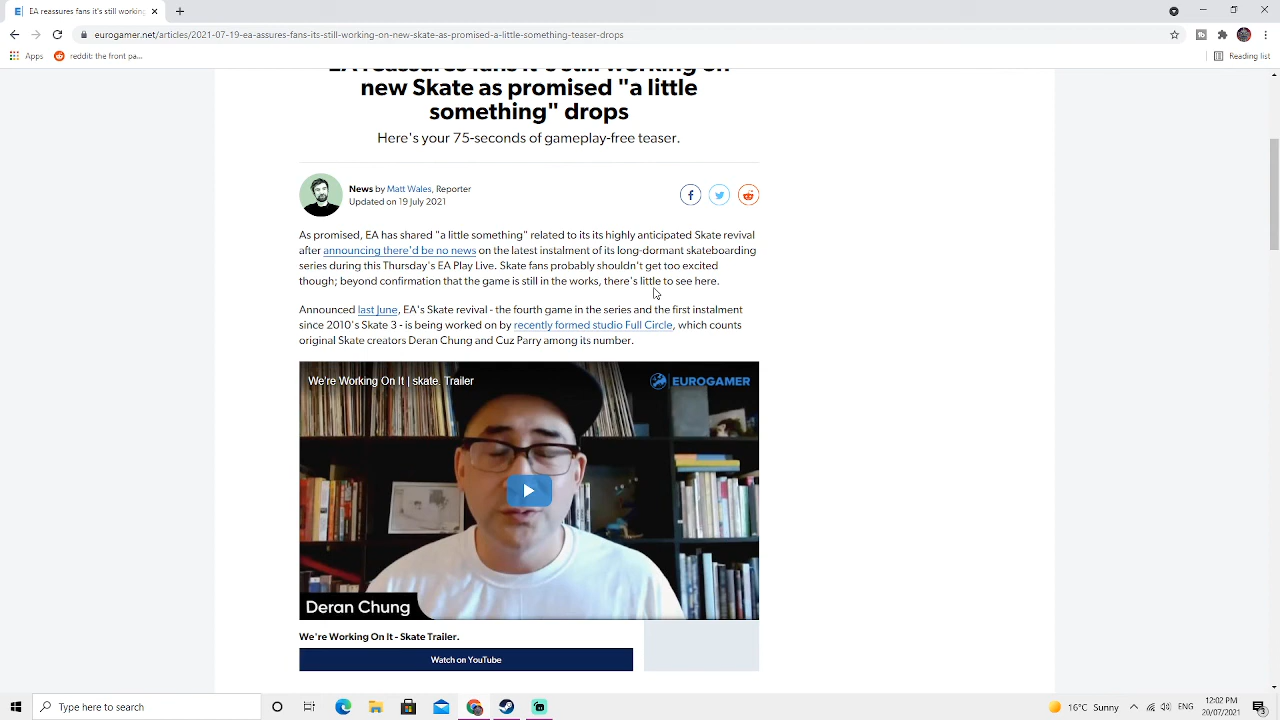 EA reassures fans it's still working
eurogamer.net/articles/2021-07-19-ea-assures-fans-its-still-working-on-new-skate-as-promised-a-little-something-teaser-drops
Apps
reddit: the front pa...
Reading list
EA reassures fans it's still working on
new Skate as promised "a little
something" drops
Here's your 75-seconds of gameplay-free teaser.
News by Matt Wales, Reporter
Updated on 19 July 2021
As promised, EA has shared "a little something" related to its its highly anticipated Skate revival
after announcing there'd be no news on the latest instalment of its long-dormant skateboarding
series during this Thursday's EA Play Live. Skate fans probably shouldn't get too excited
though; beyond confirmation that the game is still in the works, there's little to see here.
Announced last June, EA's Skate revival - the fourth game in the series and the first instalment
since 2010's Skate 3 - is being worked on by recently formed studio Full Circle, which counts
original Skate creators Deran Chung and Cuz Parry among its number.
We're Working On It | skate. Trailer
EUROGAMER
Deran Chung
We're Working On It - Skate Trailer.
Watch on YouTube
Type here to search
16°C Sunny
ENG
12:02 PM
20/07/2021
3